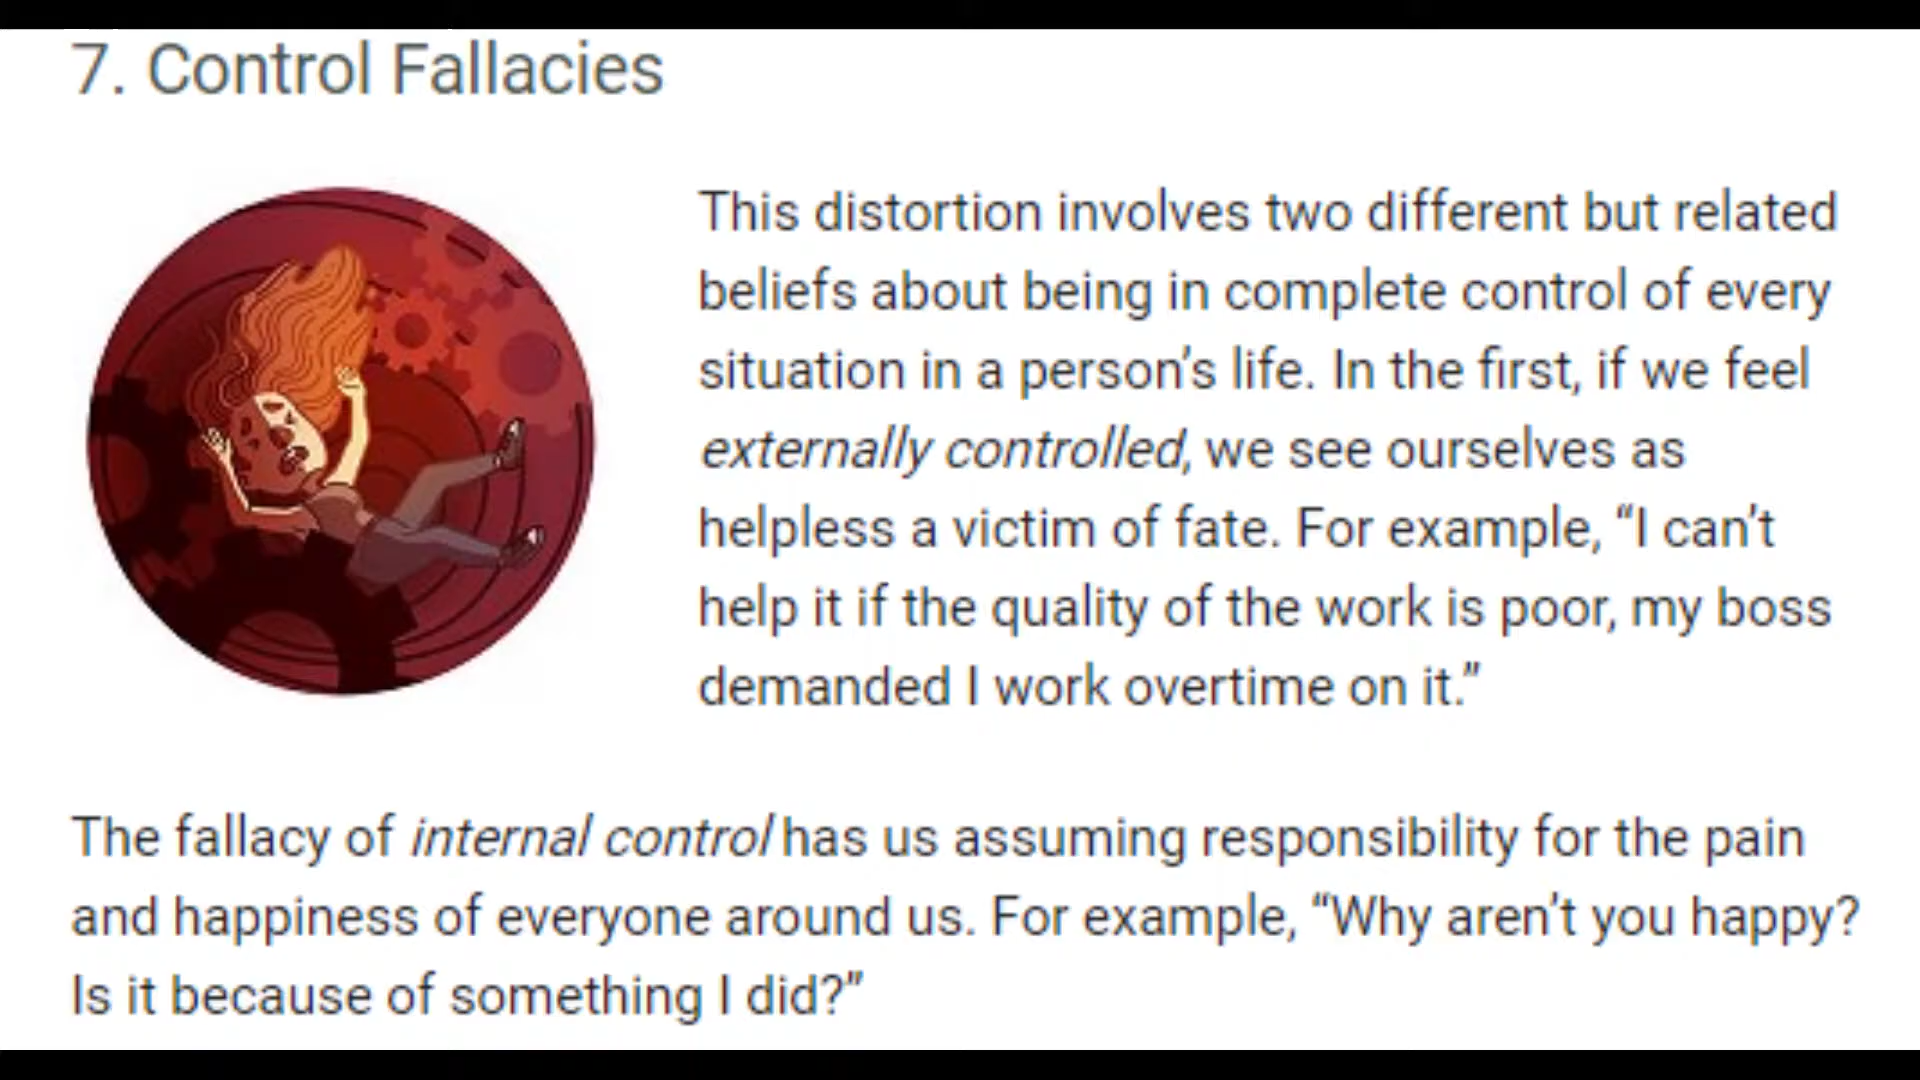 7. Control Fallacies
This distortion involves two different but related
beliefs about being in complete control of every
situation in a person’s life. In the first, if we feel
externally controlled, we see ourselves as
helpless a victim of fate. For example, “I can’t
help it if the quality of the work is poor, my boss
demanded I work overtime on it.”
The fallacy of internal control has us assuming responsibility for the pain
and happiness of everyone around us. For example, “Why aren’t you happy?
Is it because of something I did?”